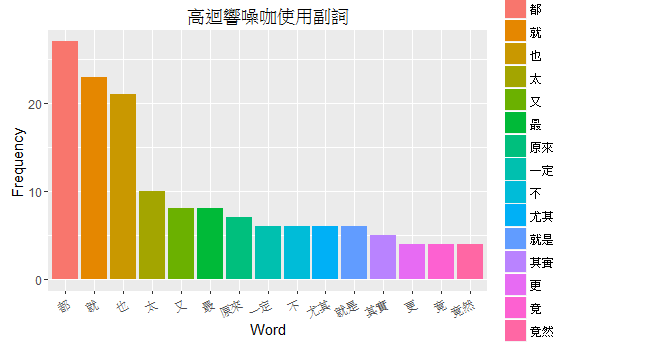 高迴響噪咖使用副詞
Frequency
20
10
0
都 就 也 太 又 最 原來 一定 不 尤其 就是 其實 更 竟 竟然
Word
都
就
也
太
又
最
原來
一定
不
尤其
就是
其實
更
竟
竟然